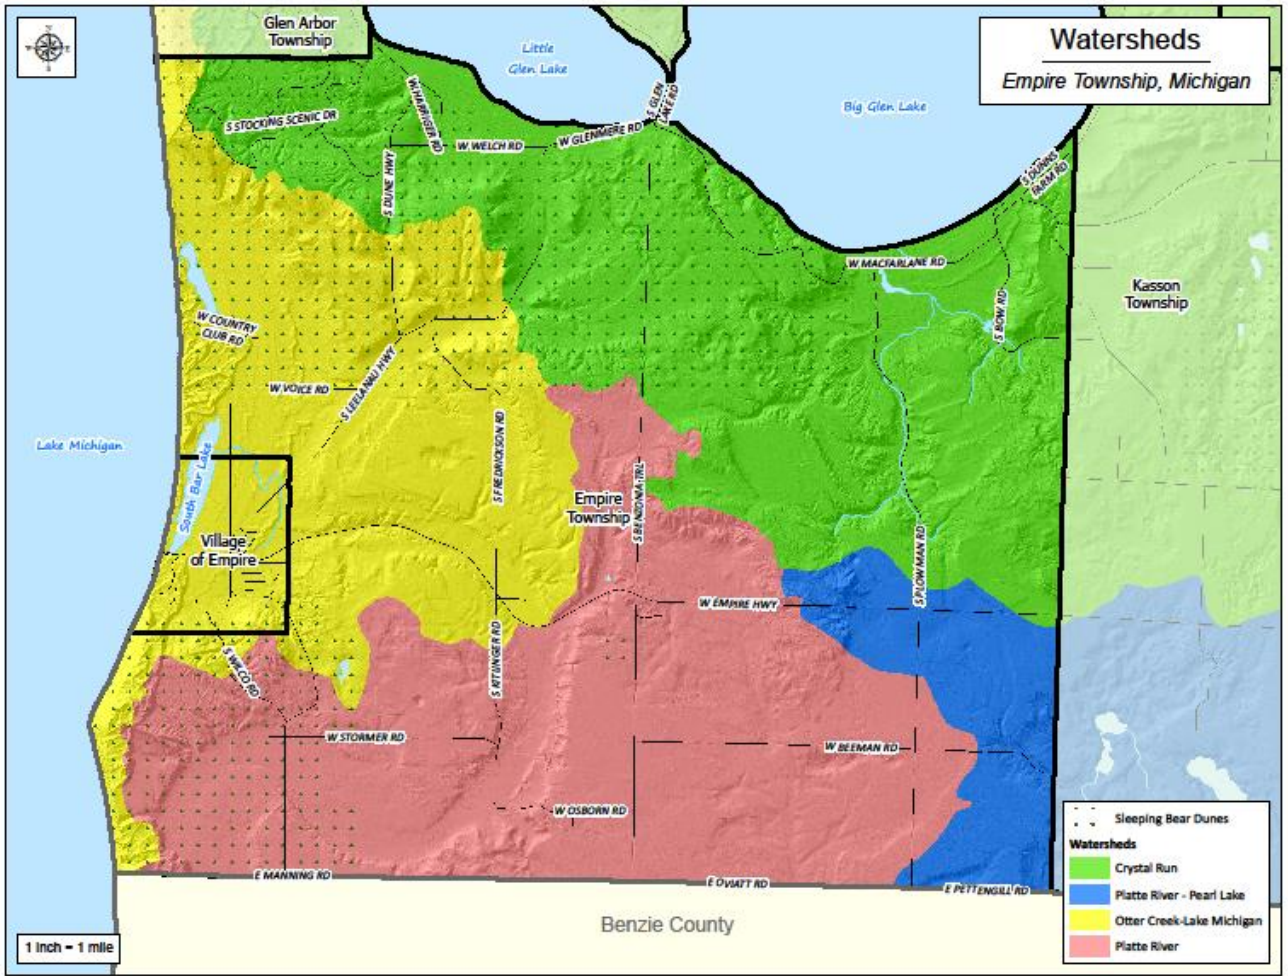 Glen Arbor
Township
Little
Glen Lake
Watersheds
Empire Township, Michigan
Big Glen Lake
S GLEN
LAKE RD
W HARRIGER RD
S STOCKING SCENIC DR
W GLENMERE RD
W WELCH RD
S DUNE HWY
S DUNNS
FARM RD
W MACFARLANE RD
Kasson
Township
S BOW RD
W COUNTRY
CLUB RD
S LEELANAU HWY
W VOICE RD
Lake Michigan
South Bar Lake
S FREDRICKSON RD
Empire
Township
S BENZONIA TRL
Village
of Empire
S PLOWMAN RD
W EMPIRE HWY
S WILCO RD
S KITLINGER RD
W STORMER RD
W BEEMAN RD
W OSBORN RD
E MANNING RD
E OVIATT RD
E PETTENGILL RD
Benzie County
1 inch = 1 mile
Sleeping Bear Dunes
Watersheds
Crystal Run
Platte River - Pearl Lake
Otter Creek-Lake Michigan
Platte River